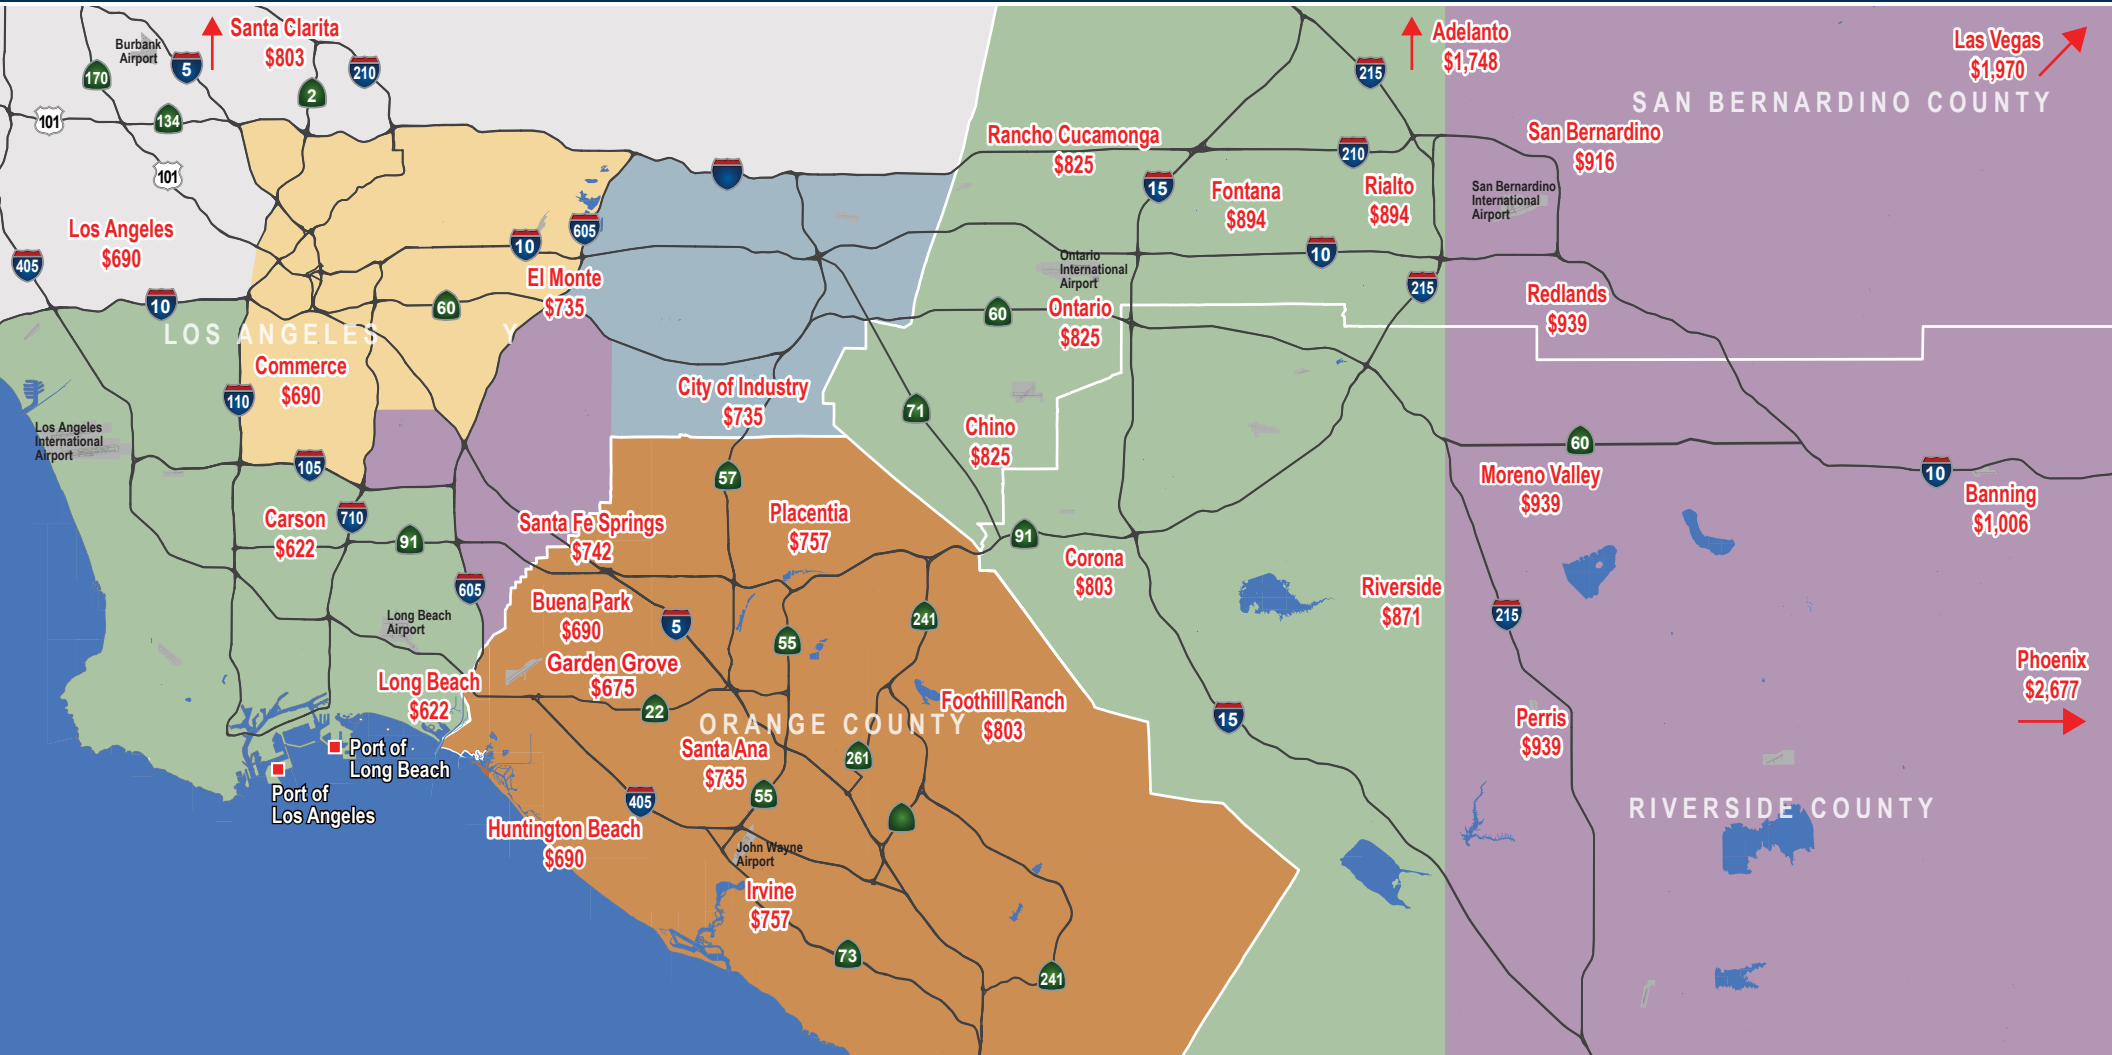 Santa Clarita
$803
Adelanto
$1,748
Las Vegas
$1,970
Burbank
Airport
170
5
2
210
215
101
134
101
SAN BERNARDINO COUNTY
Rancho Cucamonga
$825
210
San Bernardino
$916
15
Fontana
$894
Rialto
$894
San Bernardino
International
Airport
Los Angeles
$690
405
10
605
10
10
El Monte
$735
60
Ontario
International
Airport
60
Ontario
$825
215
Redlands
$939
LOS ANGELES
Y
Commerce
$690
110
City of Industry
$735
71
Chino
$825
Los Angeles
International
Airport
105
57
60
Moreno Valley
$939
10
Banning
$1,006
Carson
$622
710
91
Santa Fe Springs
$742
Placentia
$757
91
Corona
$803
Riverside
$871
605
Buena Park
$690
5
55
241
215
Long Beach
Airport
Garden Grove
$675
Long Beach
$622
22
Foothill Ranch
$803
Phoenix
$2,677
ORANGE COUNTY
15
Perris
$939
Port of
Long Beach
Port of
Los Angeles
Santa Ana
$735
261
55
405
Huntington Beach
$690
John Wayne
Airport
RIVERSIDE COUNTY
Irvine
$757
73
241